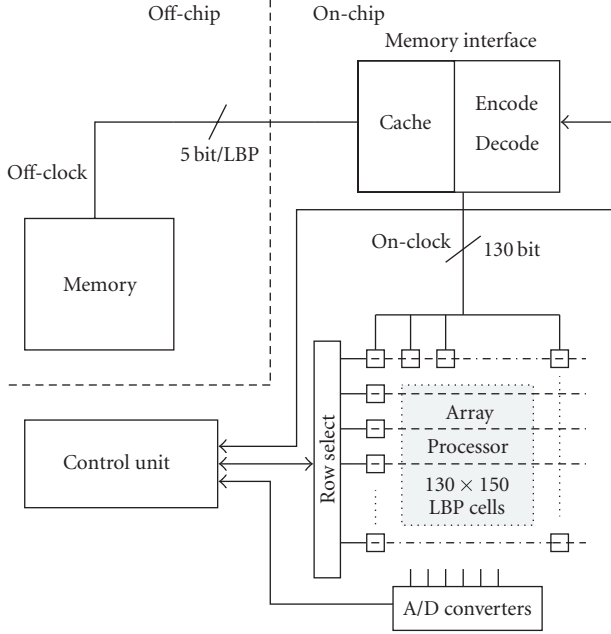 Off-chip
On-chip
Memory interface
Cache
Encode
Decode
5 bit/LBP
Off-clock
Memory
On-clock
130 bit
Row select
Array
Processor
130 × 150
LBP cells
Control unit
A/D converters